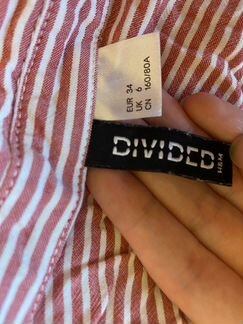 EUR 34
UK 6
CN 160/80A
DIVIDED
H&M